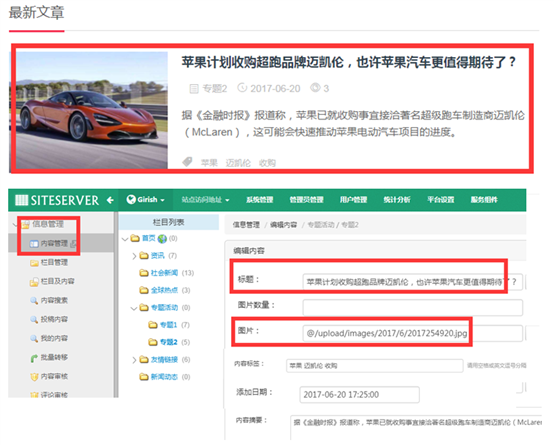 最新文章
苹果计划收购超跑品牌迈凯伦，也许苹果汽车更值得期待了？
专题2 2017-06-20 3
据《金融时报》报道称，苹果已就收购事宜接洽著名超级跑车制造商迈凯伦
（McLaren），这可能会快速推动苹果电动汽车项目的进度。
苹果 迈凯伦 收购
SITESERVER Girish 站点访问地址 系统管理 管理员管理 用户管理 统计分析 平台设置 服务组件
信息管理
内容管理
栏目管理
栏目及内容
内容搜索
投稿内容
我的内容
批量转移
内容审核
评论审核
栏目列表
首页 (0)
资讯 (7)
社会新闻 (13)
全球热点 (3)
专题活动 (0)
专题1 (7)
专题2 (5)
友情链接 (0)
新闻动态 (0)
信息管理 / 编辑内容 / 专题活动 / 专题2
编辑内容
标题： 苹果计划收购超跑品牌迈凯伦，也许苹果汽车更值得期待了？
图片数量：
图片： @/upload/images/2017/6/2017254920.jpg
内容标签： 苹果 迈凯伦 收购 请用空格或英文逗号分隔
添加日期： 2017-06-20 17:25:00
内容摘要： 据《金融时报》报道称，苹果已就收购事宜接洽著名超级跑车制造商迈凯伦（McLaren